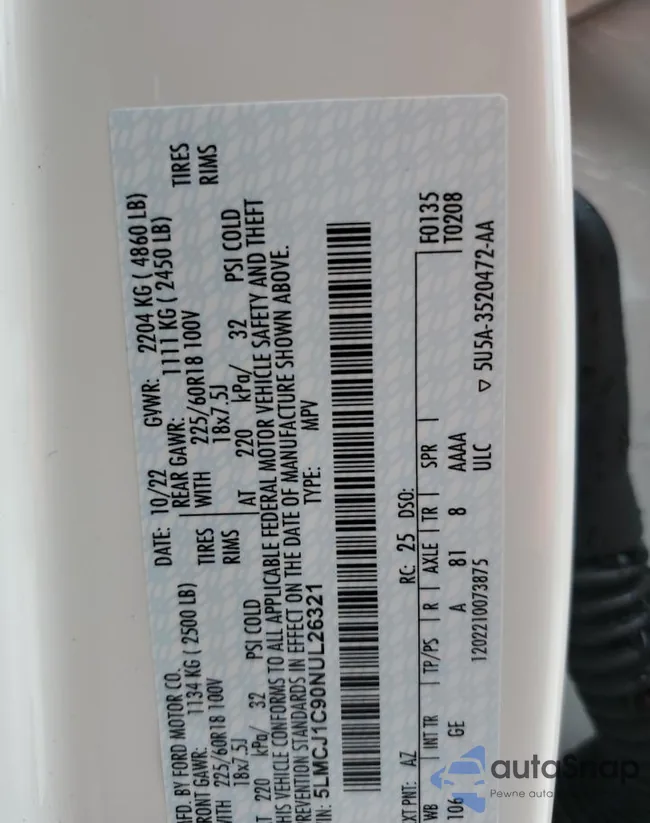 MFD. BY FORD MOTOR CO.
DATE: 10/22 GVWR: 2204 KG ( 4860 LB)
FRONT GAWR: 1134 KG ( 2500 LB) REAR GAWR: 1111 KG ( 2450 LB)
WITH 225/60R18 100V TIRES WITH 225/60R18 100V TIRES
18x7.5J RIMS 18x7.5J RIMS
AT 220 kPa/ 32 PSI COLD AT 220 kPa/ 32 PSI COLD
THIS VEHICLE CONFORMS TO ALL APPLICABLE FEDERAL MOTOR VEHICLE SAFETY AND THEFT
PREVENTION STANDARDS IN EFFECT ON THE DATE OF MANUFACTURE SHOWN ABOVE.
VIN: 5LMCJ1C90NUL26321 TYPE: MPV
EXT PNT: AZ RC: 25 DSO: F0135
WB INT TR TP/PS R AXLE TR SPR T0208
106 GE A 81 8 AAAA
1202210073875 ULC ▽ 5U5A-3520472-AA
autoSnap
Pewne auto